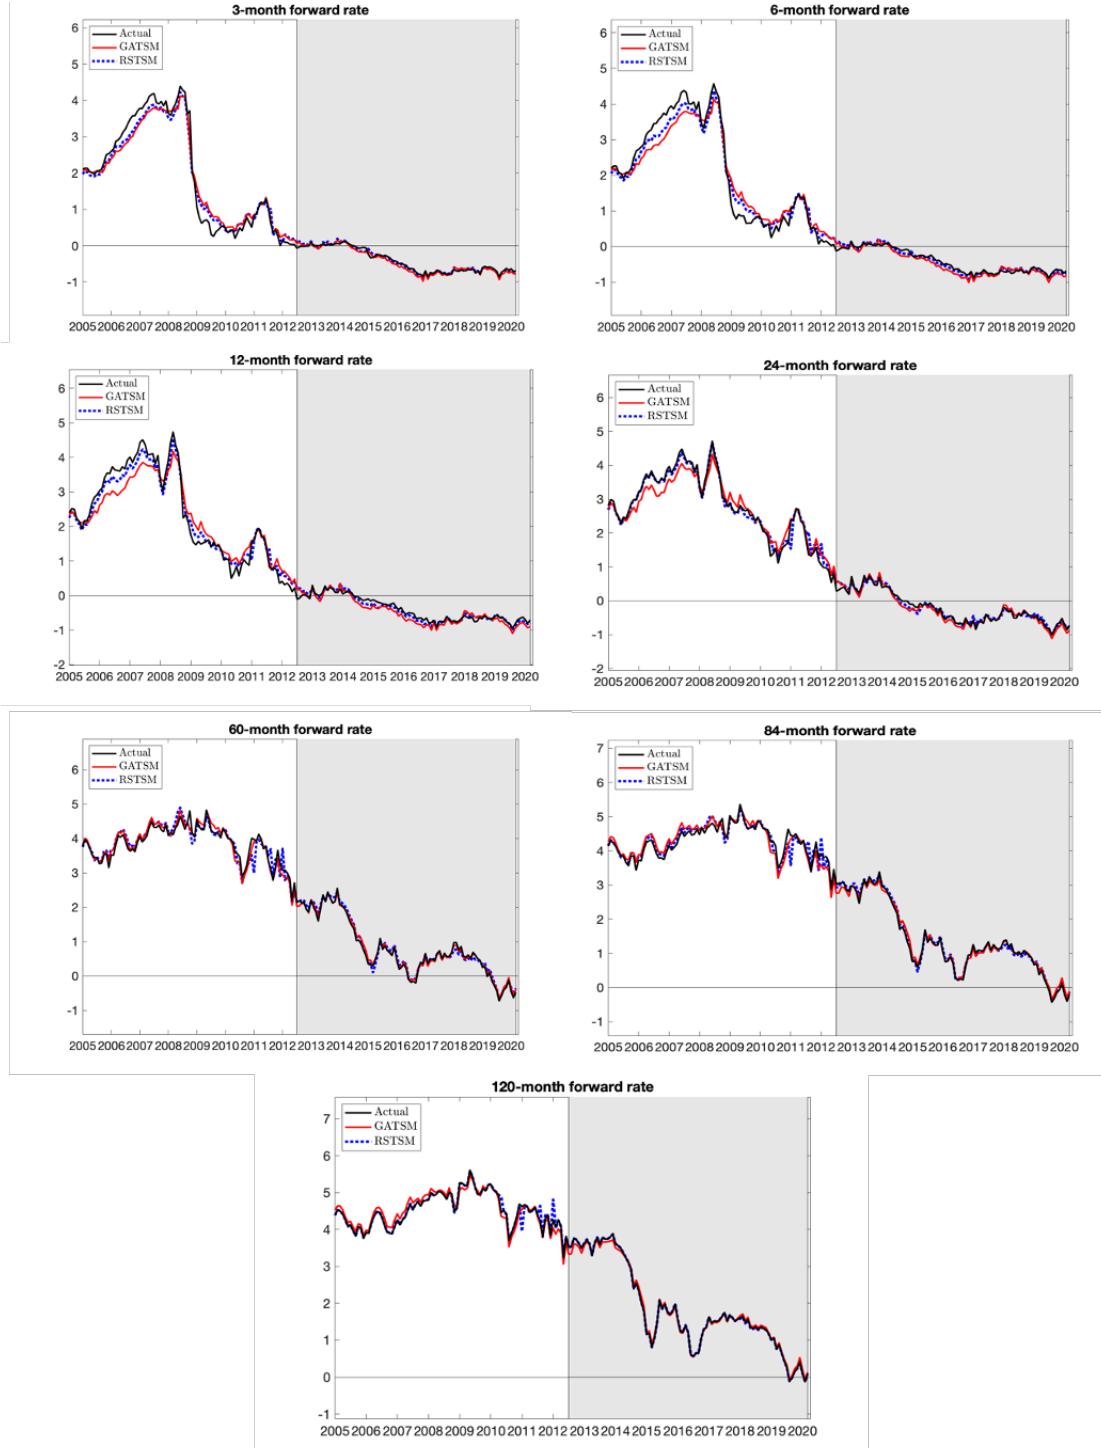 3-month forward rate
Actual
GATSM
RSTSM
6
5
4
3
2
1
0
-1
2005 2006 2007 2008 2009 2010 2011 2012 2013 2014 2015 2016 2017 2018 2019 2020
6-month forward rate
Actual
GATSM
RSTSM
6
5
4
3
2
1
0
-1
2005 2006 2007 2008 2009 2010 2011 2012 2013 2014 2015 2016 2017 2018 2019 2020
12-month forward rate
Actual
GATSM
RSTSM
6
5
4
3
2
1
0
-1
-2
2005 2006 2007 2008 2009 2010 2011 2012 2013 2014 2015 2016 2017 2018 2019 2020
24-month forward rate
Actual
GATSM
RSTSM
6
5
4
3
2
1
0
-1
-2
2005 2006 2007 2008 2009 2010 2011 2012 2013 2014 2015 2016 2017 2018 2019 2020
60-month forward rate
Actual
GATSM
RSTSM
6
5
4
3
2
1
0
-1
2005 2006 2007 2008 2009 2010 2011 2012 2013 2014 2015 2016 2017 2018 2019 2020
84-month forward rate
Actual
GATSM
RSTSM
7
6
5
4
3
2
1
0
-1
2005 2006 2007 2008 2009 2010 2011 2012 2013 2014 2015 2016 2017 2018 2019 2020
120-month forward rate
Actual
GATSM
RSTSM
7
6
5
4
3
2
1
0
-1
2005 2006 2007 2008 2009 2010 2011 2012 2013 2014 2015 2016 2017 2018 2019 2020